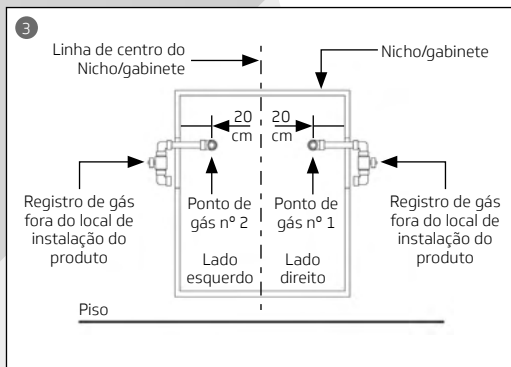 3
Linha de centro do
Nicho/gabinete
Nicho/gabinete
20
cm
20
cm
Registro de gás
fora do local de
instalação do
produto
Ponto de
gás nº 2
Ponto de
gás nº 1
Registro de gás
fora do local de
instalação do
produto
Lado
esquerdo
Lado
direito
Piso